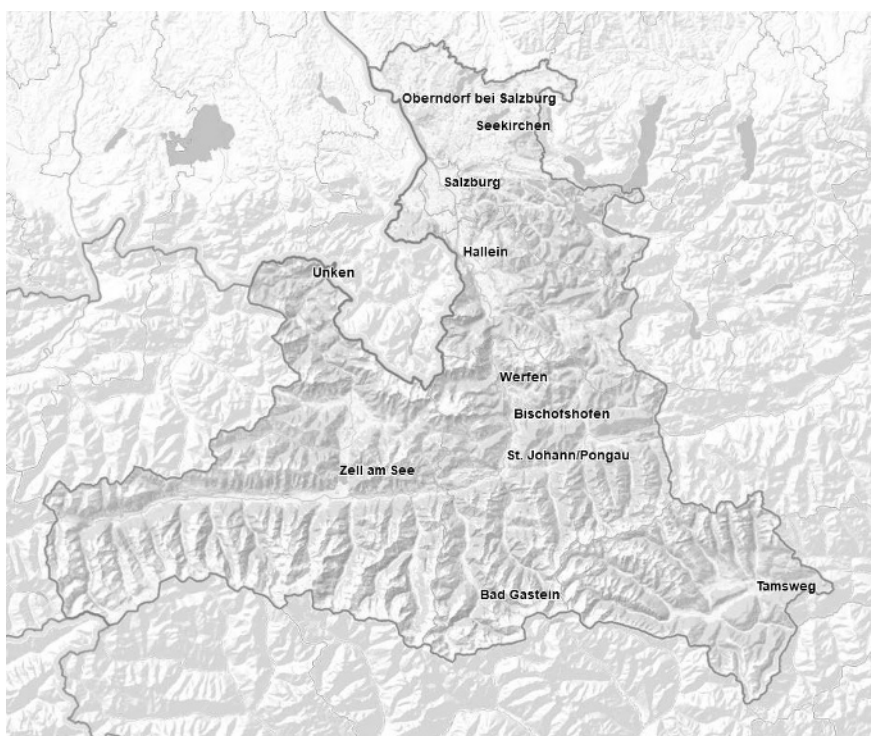 Oberndorf bei Salzburg
Seekirchen
Salzburg
Hallein
Unken
Werfen
Bischofshofen
St. Johann/Pongau
Zell am See
Bad Gastein
Tamsweg